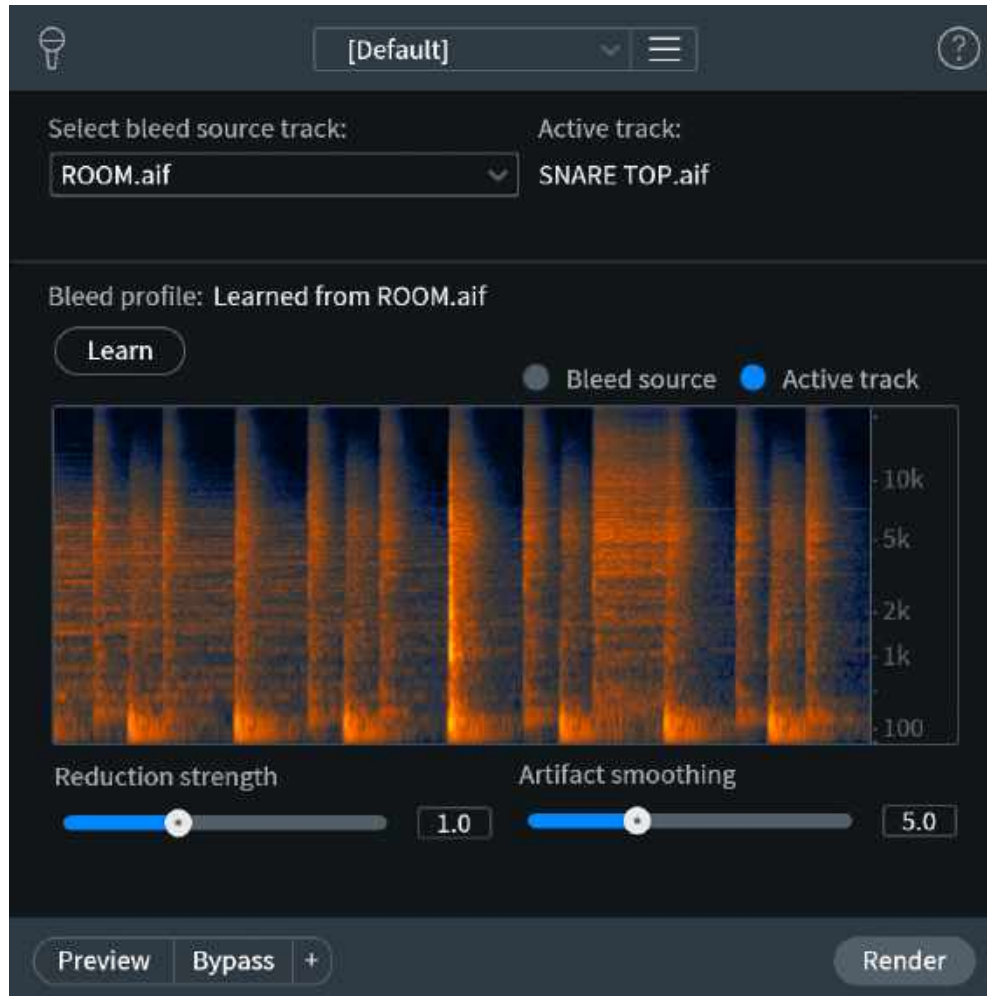 [Default]
?
Select bleed source track:
Active track:
ROOM.aif
SNARE TOP.aif
Bleed profile: Learned from ROOM.aif
Learn
Bleed source
Active track
10k
5k
2k
1k
100
Reduction strength
Artifact smoothing
1.0
5.0
Preview
Bypass
+
Render